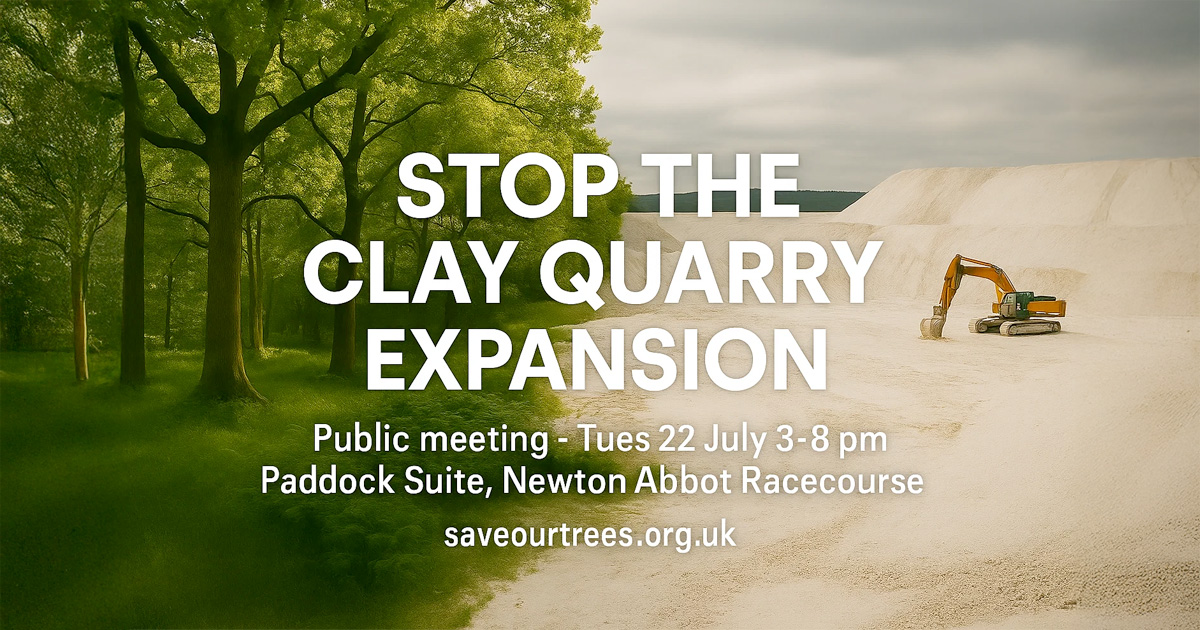 STOP THE
CLAY QUARRY
EXPANSION
Public meeting - Tues 22 July 3-8 pm
Paddock Suite, Newton Abbot Racecourse
saveourtrees.org.uk